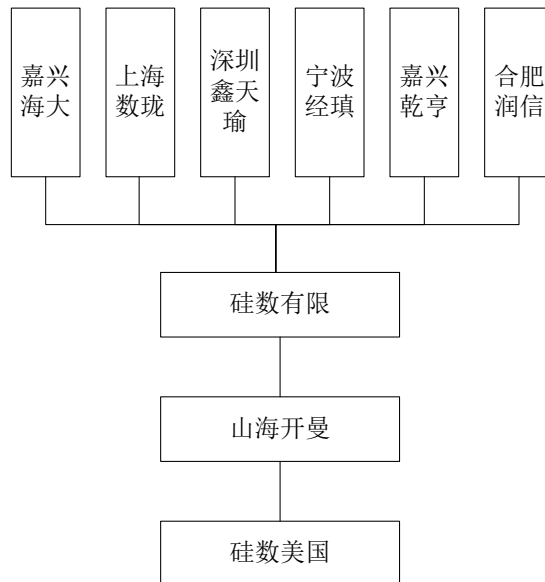 嘉兴
海大
上海
数珑
深圳
鑫天
瑜
宁波
经瑱
嘉兴
乾亨
合肥
润信
硅数有限
山海开曼
硅数美国